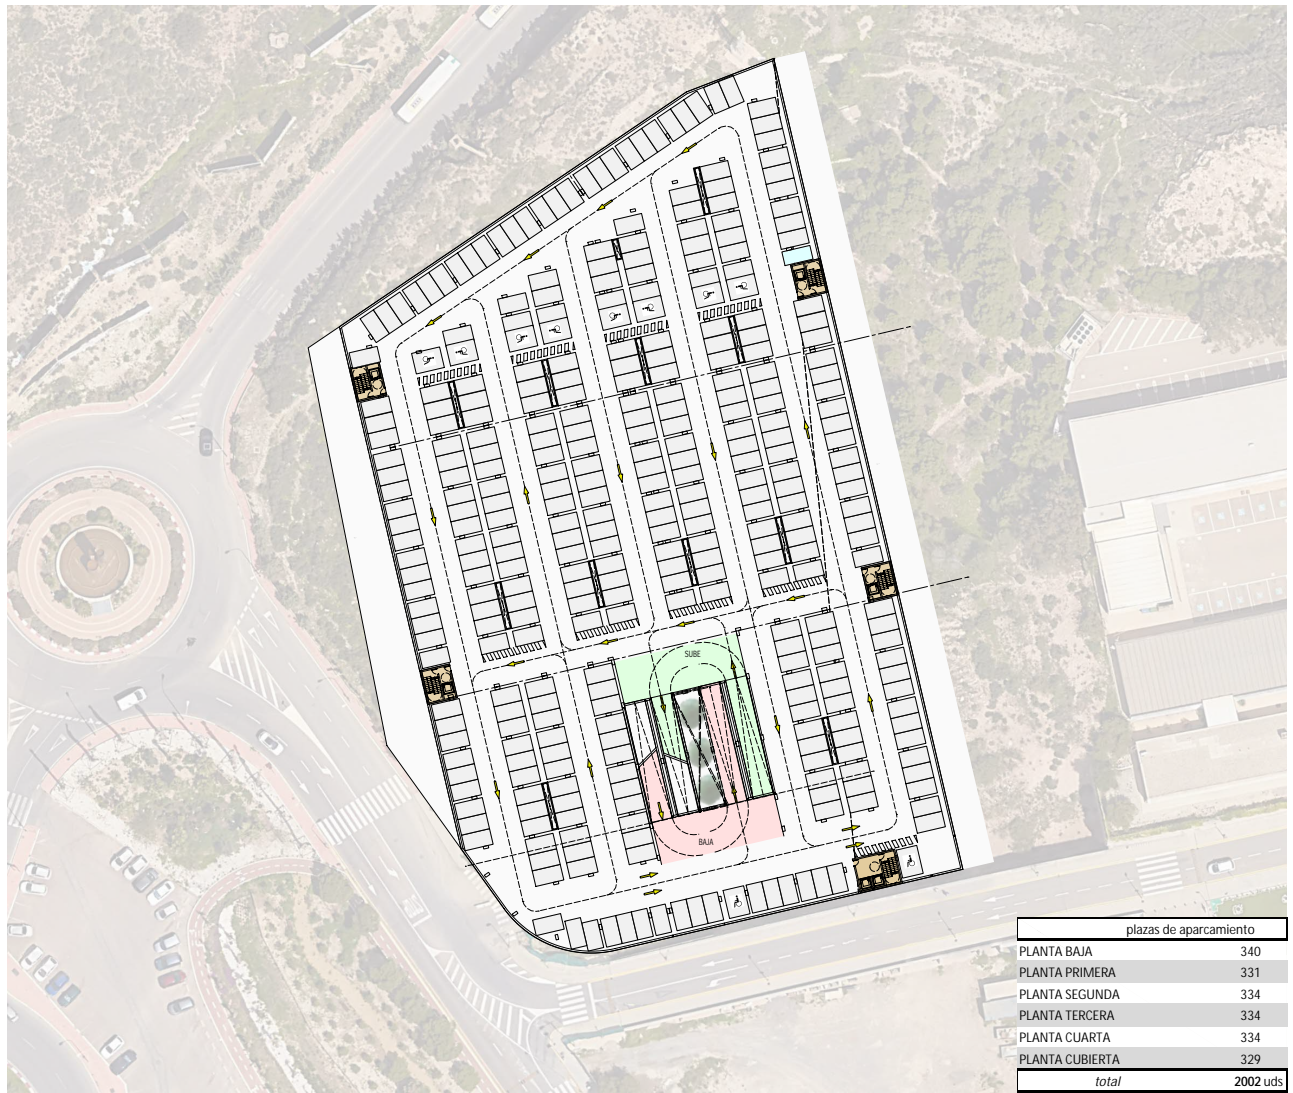 SUBE
BAJA
plazas de aparcamiento
PLANTA BAJA 340
PLANTA PRIMERA 331
PLANTA SEGUNDA 334
PLANTA TERCERA 334
PLANTA CUARTA 334
PLANTA CUBIERTA 329
total 2002 uds